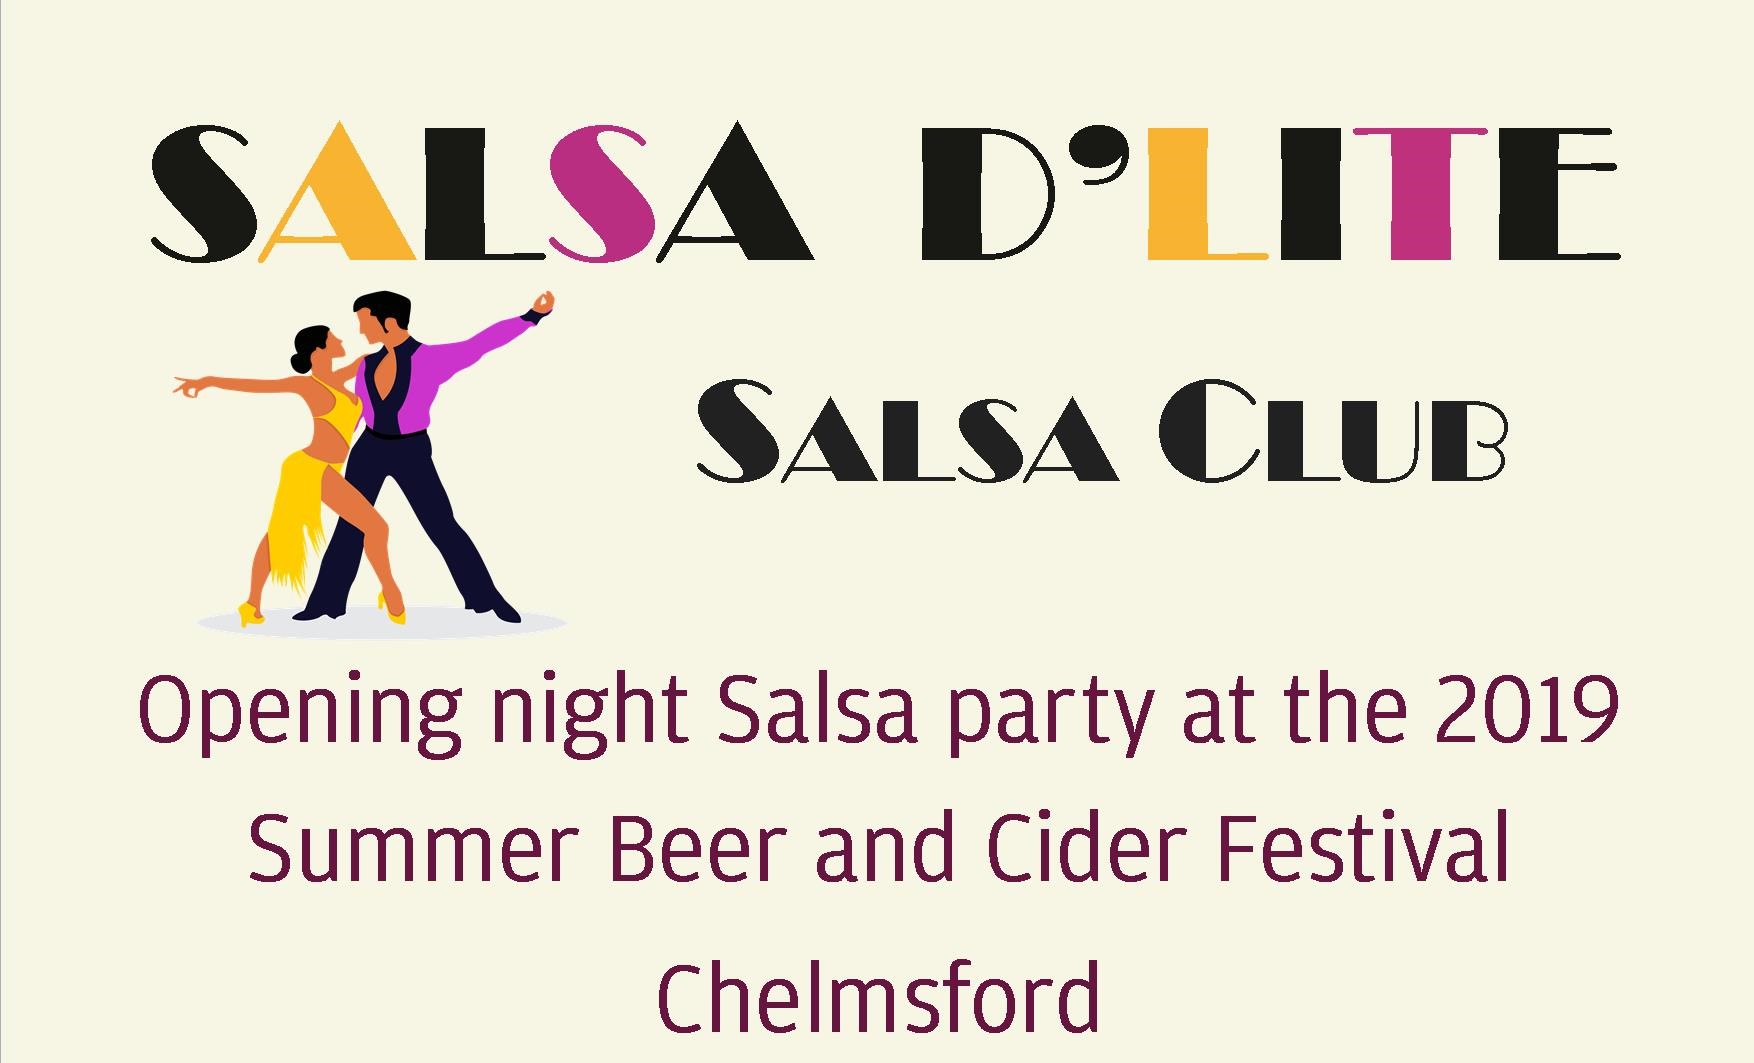 SALSA D’LITE
SALSA CLUB
Opening night Salsa party at the 2019
Summer Beer and Cider Festival
Chelmsford